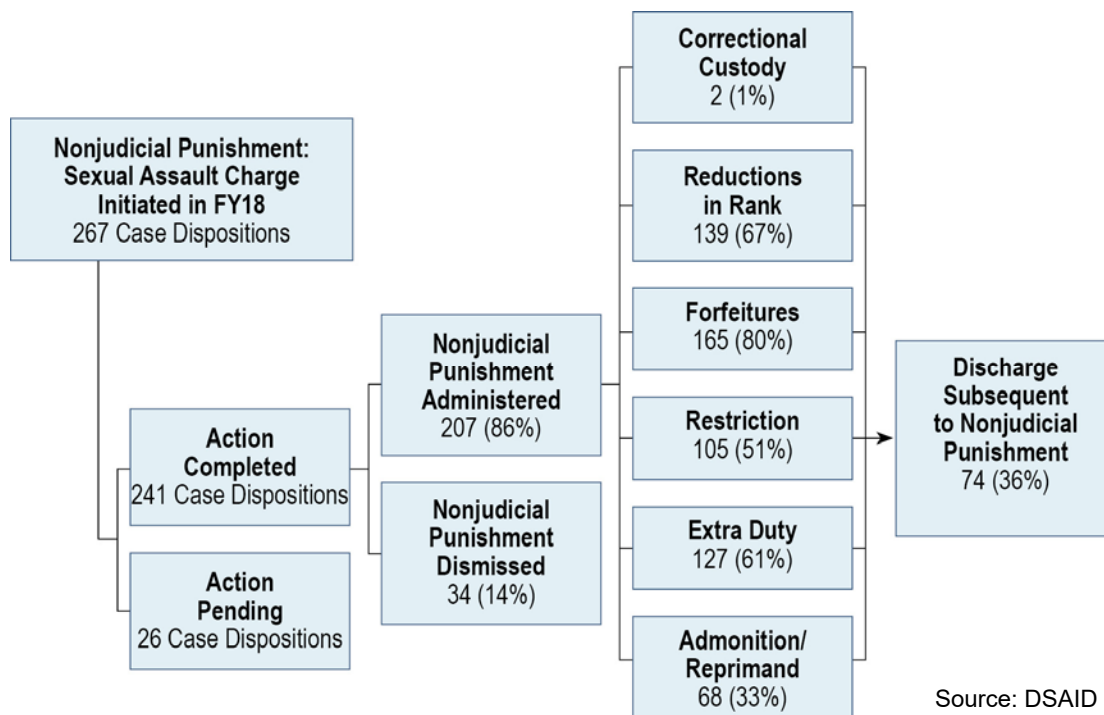 Nonjudicial Punishment:
Sexual Assault Charge
Initiated in FY18
267 Case Dispositions
Action
Completed
241 Case Dispositions
Action
Pending
26 Case Dispositions
Nonjudicial
Punishment
Administered
207 (86%)
Nonjudicial
Punishment
Dismissed
34 (14%)
Correctional
Custody
2 (1%)
Reductions
in Rank
139 (67%)
Forfeitures
165 (80%)
Restriction
105 (51%)
Extra Duty
127 (61%)
Admonition/
Reprimand
68 (33%)
Discharge
Subsequent
to Nonjudicial
Punishment
74 (36%)
Source: DSAID